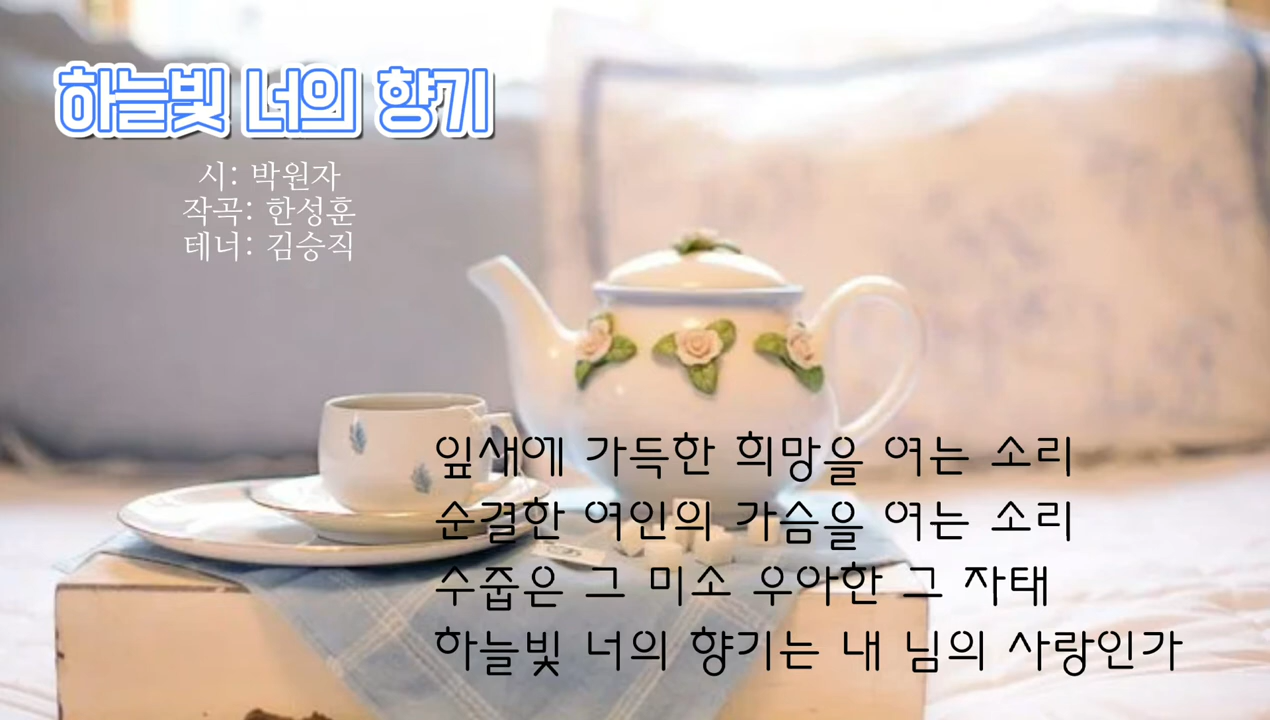 하늘빛 너의 향기
시: 박원자
작곡: 한성훈
테너: 김승직
잎새에 가득한 희망을 여는 소리
순결한 여인의 가슴을 여는 소리
수줍은 그 미소 우아한 그 자태
하늘빛 너의 향기는 내 님의 사랑인가